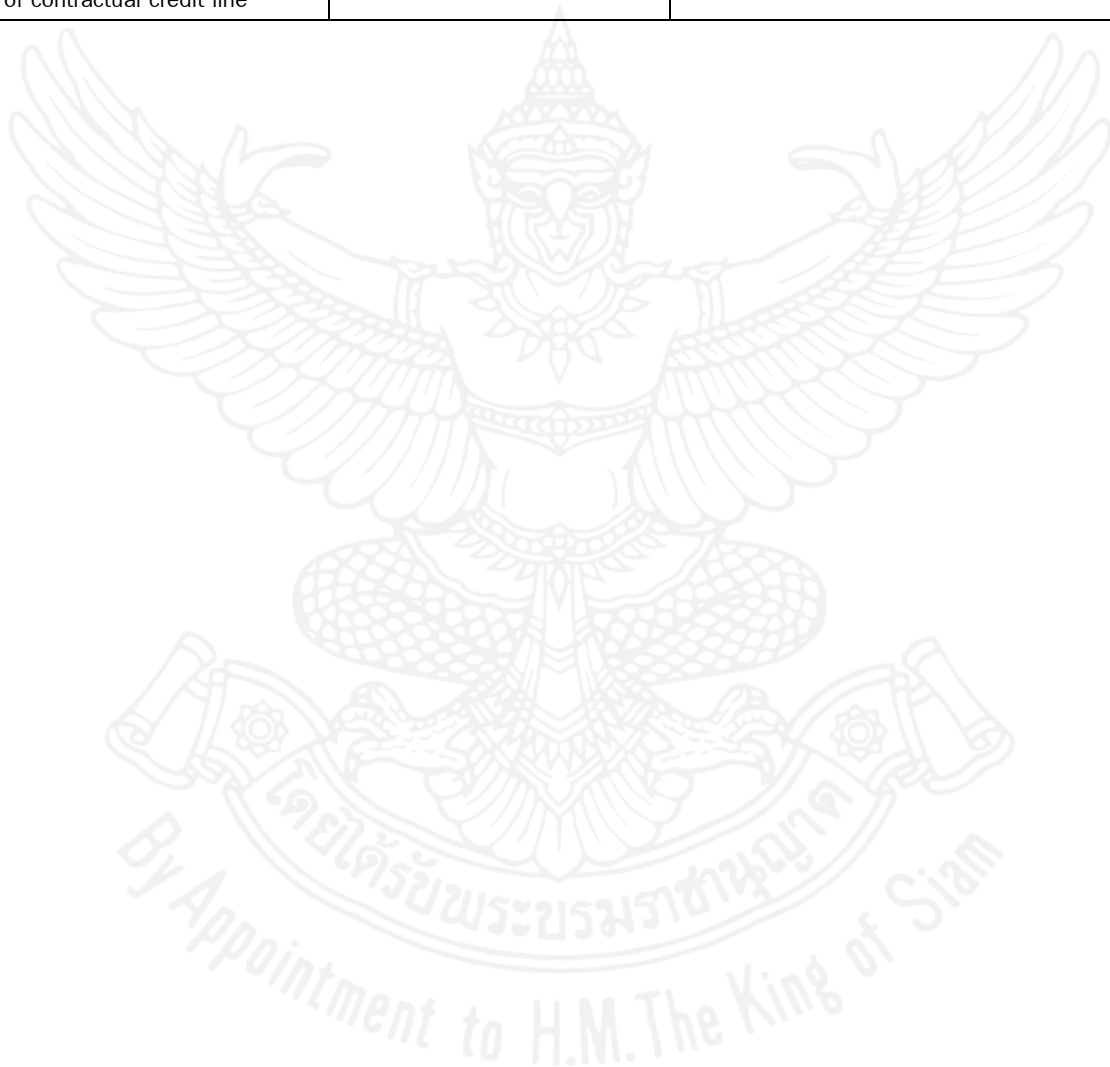 of contractual credit line
โดยได้รับพระบรมราชานุญาต
By Appointment to H.M. The King of Siam